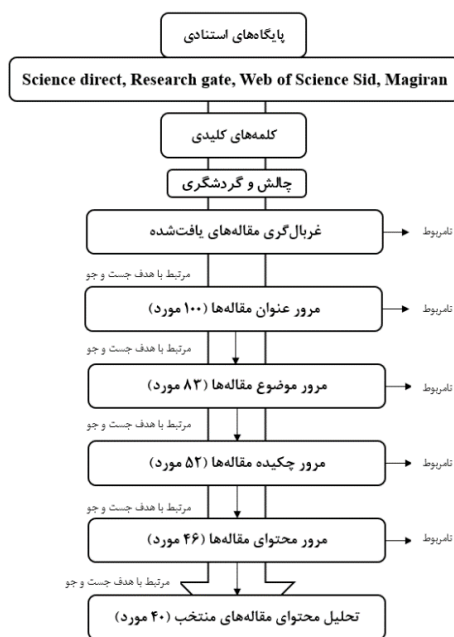 پایگاه‌های استنادی
Science direct, Research gate, Web of Science Sid, Magiran
کلمه‌های کلیدی
چالش و گردشگری
غربال‌گری مقاله‌های یافت‌شده
نامربوط
مرتبط با هدف جست و جو
مرور عنوان مقاله‌ها (۱۰۰ مورد)
نامربوط
مرتبط با هدف جست و جو
مرور موضوع مقاله‌ها (۸۳ مورد)
نامربوط
مرتبط با هدف جست و جو
مرور چکیده مقاله‌ها (۵۲ مورد)
نامربوط
مرتبط با هدف جست و جو
مرور محتوای مقاله‌ها (۴۶ مورد)
نامربوط
مرتبط با هدف جست و جو
تحلیل محتوای مقاله‌های منتخب (۴۰ مورد)